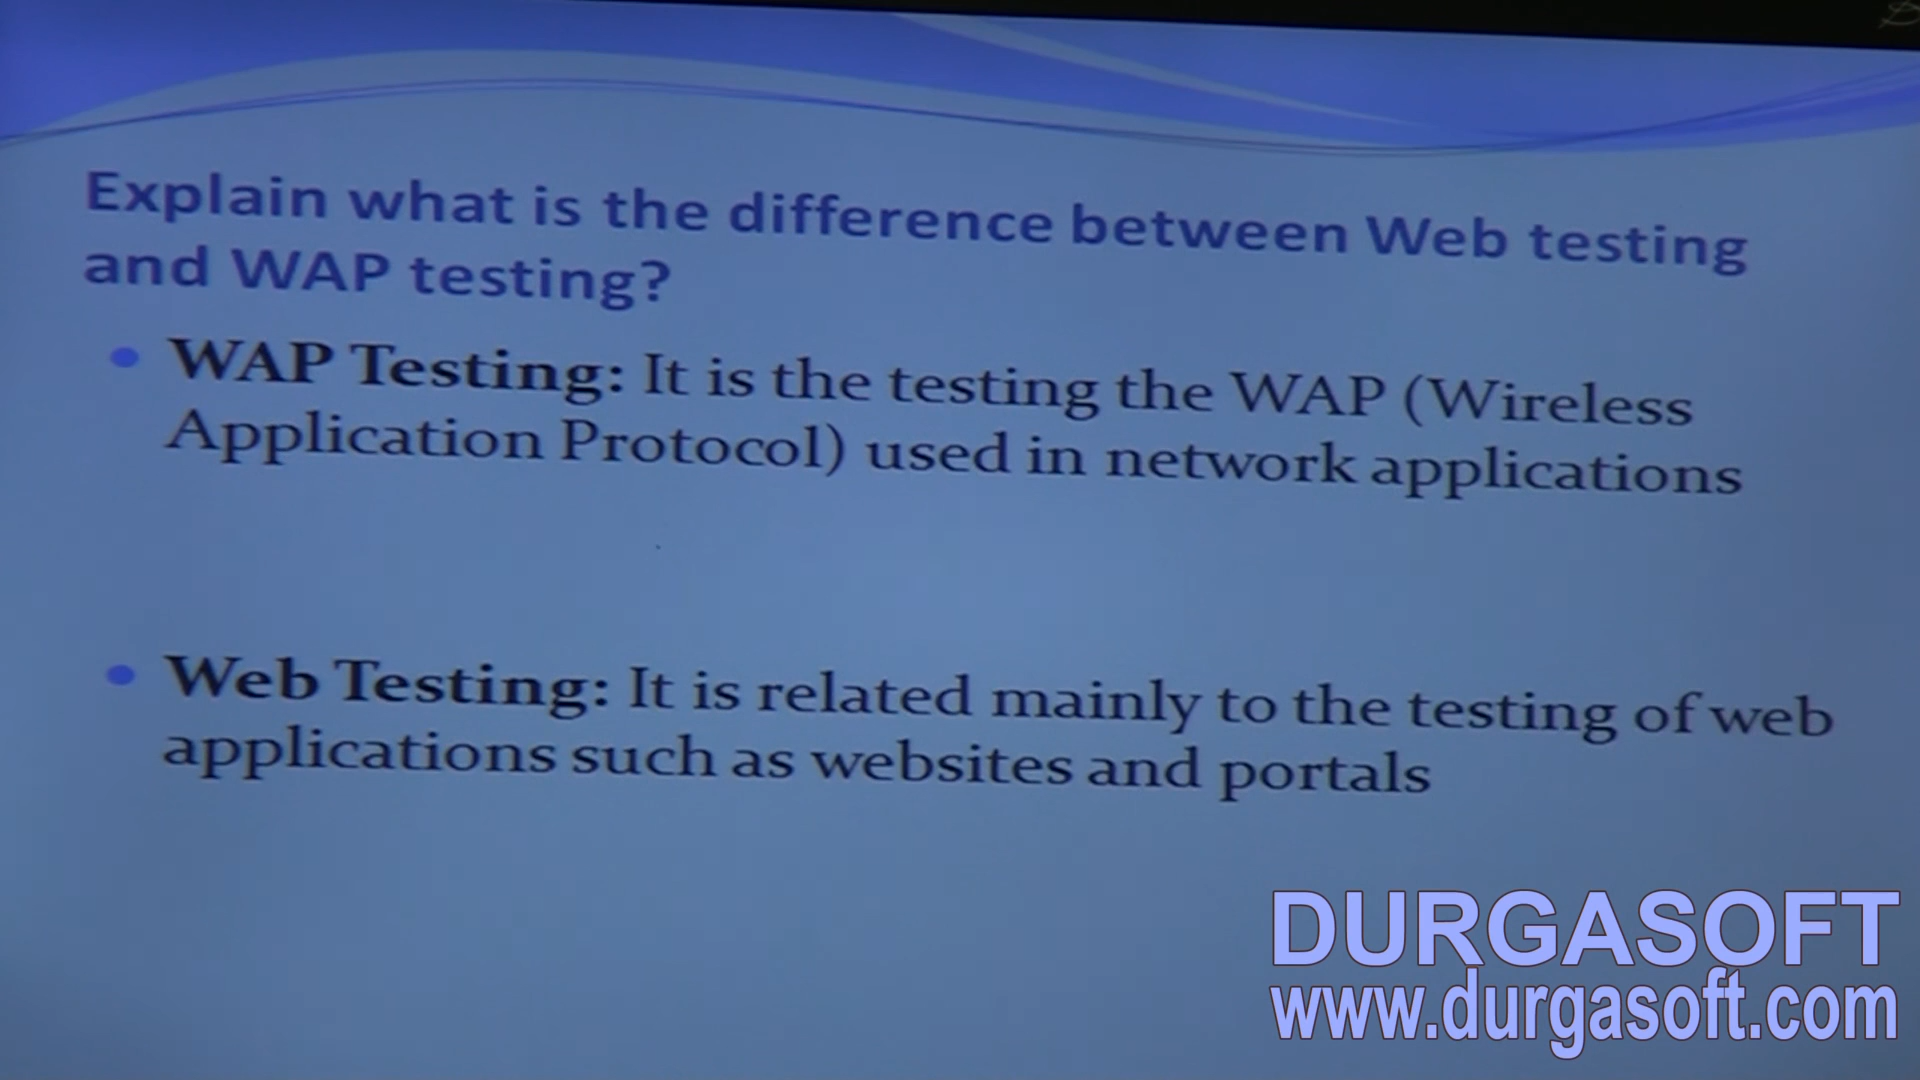 Explain what is the difference between Web testing
and WAP testing?
• WAP Testing: It is the testing the WAP (Wireless
Application Protocol) used in network applications
• Web Testing: It is related mainly to the testing of web
applications such as websites and portals
DURGASOFT
www.durgasoft.com